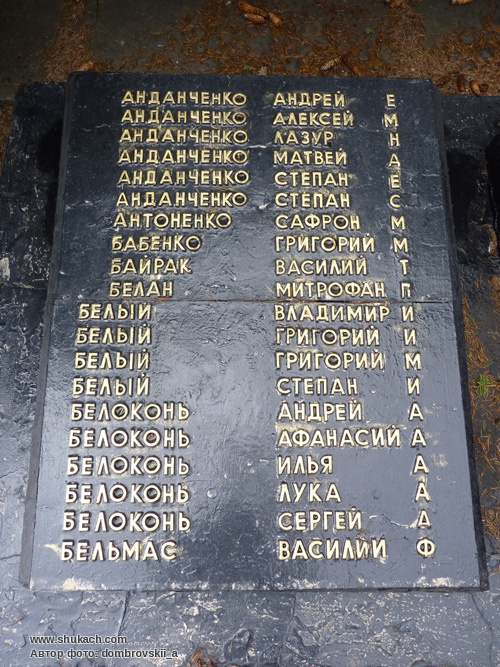 АНДАНЧЕНКО АНДРЕЙ Е
АНДАНЧЕНКО АЛЕКСЕЙ М
АНДАНЧЕНКО ЛАЗУР Н
АНДАНЧЕНКО МАТВЕЙ А
АНДАНЧЕНКО СТЕПАН Е
АНДАНЧЕНКО СТЕПАН С
АНТОНЕНКО САФРОН М
БАБЕНКО ГРИГОРИЙ М
БАЙРАК ВАСИЛИЙ Т
БЕЛАН МИТРОФАН П
БЕЛЫЙ ВЛАДИМИР И
БЕЛЫЙ ГРИГОРИЙ И
БЕЛЫЙ ГРИГОРИЙ М
БЕЛЫЙ СТЕПАН И
БЕЛОКОНЬ АНДРЕЙ А
БЕЛОКОНЬ АФАНАСИЙ А
БЕЛОКОНЬ ИЛЬЯ А
БЕЛОКОНЬ ЛУКА А
БЕЛОКОНЬ СЕРГЕЙ А
БЕЛЬМАС ВАСИЛИЙ Ф
www.shukach.com
Автор фото: dombrovskii_a